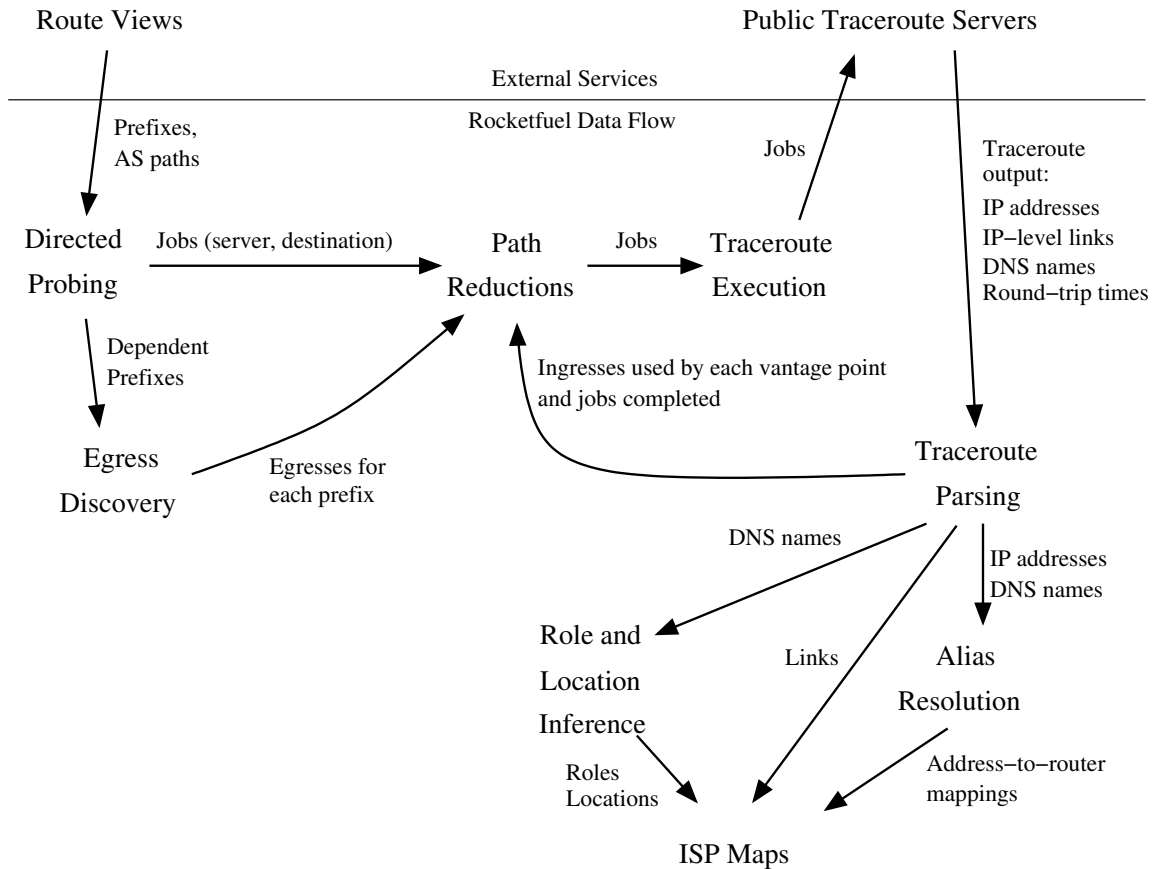 Route Views
Public Traceroute Servers
External Services
Rocketfuel Data Flow
Prefixes,
AS paths
Jobs
Traceroute
output:
IP addresses
IP−level links
DNS names
Round−trip times
Directed
Probing
Jobs (server, destination)
Path
Reductions
Jobs
Traceroute
Execution
Dependent
Prefixes
Ingresses used by each vantage point
and jobs completed
Egress
Discovery
Egresses for
each prefix
Traceroute
Parsing
DNS names
IP addresses
DNS names
Role and
Location
Inference
Links
Alias
Resolution
Roles
Locations
Address−to−router
mappings
ISP Maps